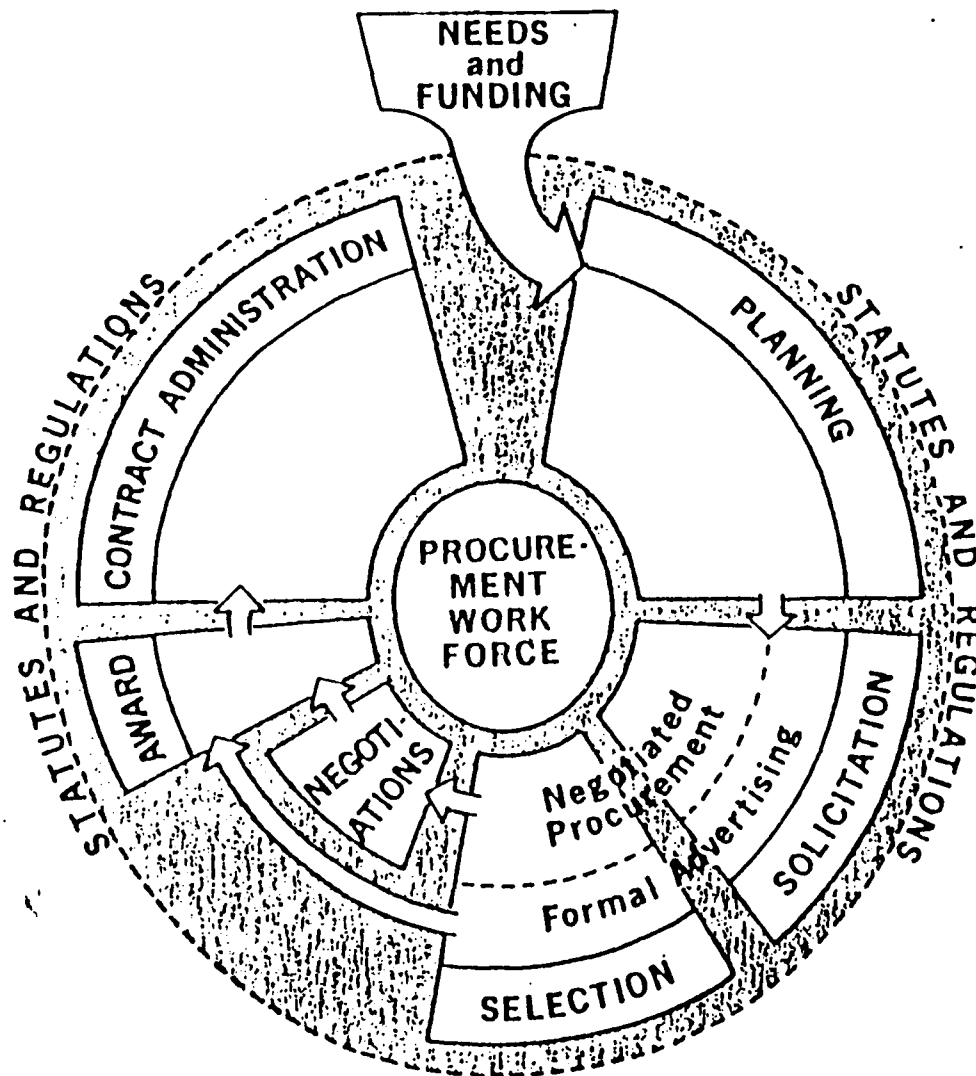 NEEDS
and
FUNDING
STATUTES AND REGULATIONS
CONTRACT ADMINISTRATION
PLANNING
STATUTES AND REGULATIONS
PROCURE-
MENT
WORK
FORCE
AWARD
NEGOTI-
ATIONS
Negotiated
Procurement
Formal Advertising
SOLICITATION
SELECTION